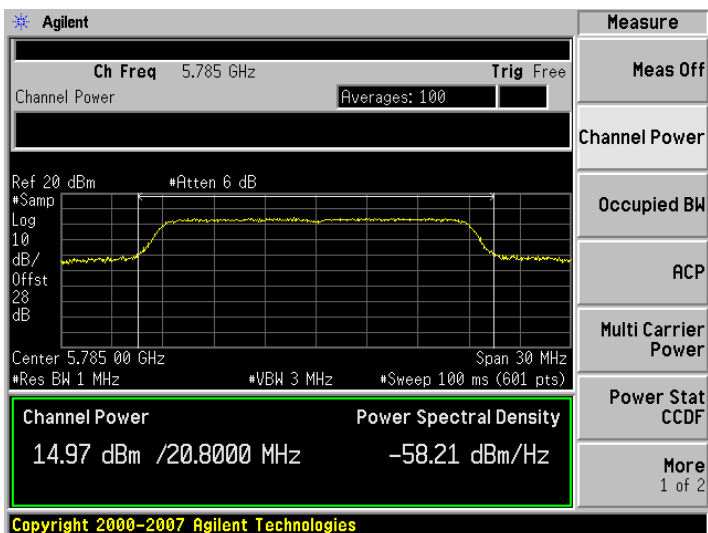 Agilent
Measure
Ch Freq 5.785 GHz Trig Free
Channel Power Averages: 100
Ref 20 dBm #Atten 6 dB
#Samp
Log
10
dB/
Offst
28
dB
Center 5.785 00 GHz Span 30 MHz
#Res BW 1 MHz #VBW 3 MHz #Sweep 100 ms (601 pts)
Channel Power Power Spectral Density
14.97 dBm /20.8000 MHz -58.21 dBm/Hz
Copyright 2000-2007 Agilent Technologies
Meas Off
Channel Power
Occupied BW
ACP
Multi Carrier
Power
Power Stat
CCDF
More
1 of 2